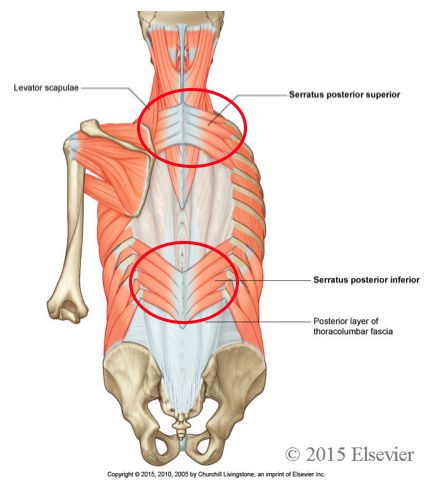 Levator scapulae
Serratus posterior superior
Serratus posterior inferior
Posterior layer of
thoracolumbar fascia
© 2015 Elsevier
Copyright © 2015, 2010, 2005 by Churchill Livingstone, an imprint of Elsevier Inc.